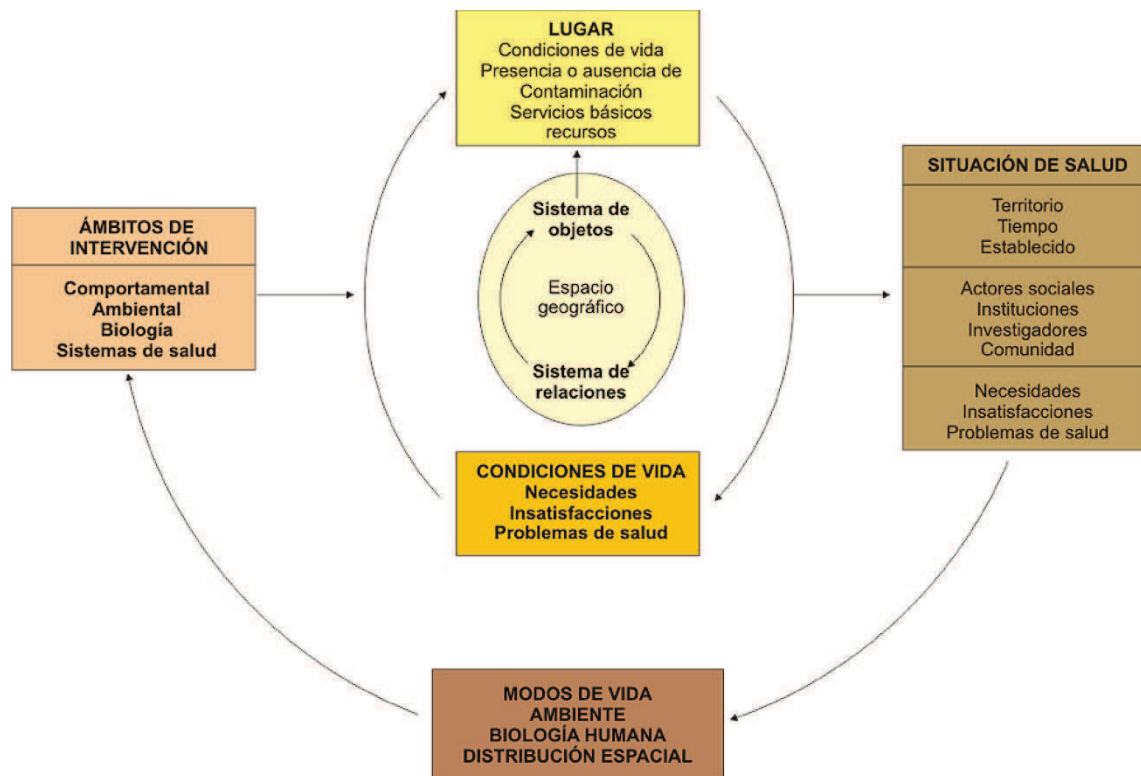 LUGAR
Condiciones de vida
Presencia o ausencia de
Contaminación
Servicios básicos
recursos
SITUACIÓN DE SALUD
Territorio
Tiempo
Establecido
Actores sociales
Instituciones
Investigadores
Comunidad
Necesidades
Insatisfacciones
Problemas de salud
ÁMBITOS DE
INTERVENCIÓN
Comportamental
Ambiental
Biología
Sistemas de salud
Sistema de
objetos
Espacio
geográfico
Sistema de
relaciones
CONDICIONES DE VIDA
Necesidades
Insatisfacciones
Problemas de salud
MODOS DE VIDA
AMBIENTE
BIOLOGÍA HUMANA
DISTRIBUCIÓN ESPACIAL